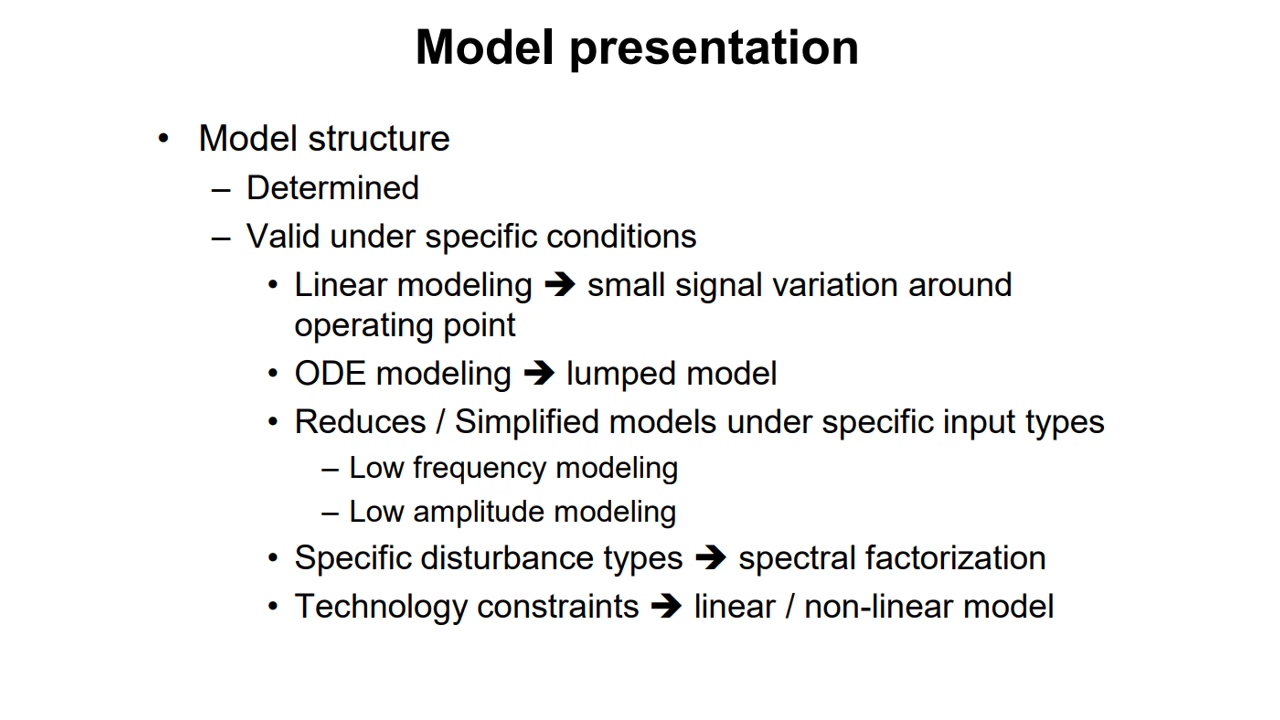 Model presentation
• Model structure
– Determined
– Valid under specific conditions
• Linear modeling ➔ small signal variation around
operating point
• ODE modeling ➔ lumped model
• Reduces / Simplified models under specific input types
– Low frequency modeling
– Low amplitude modeling
• Specific disturbance types ➔ spectral factorization
• Technology constraints ➔ linear / non-linear model